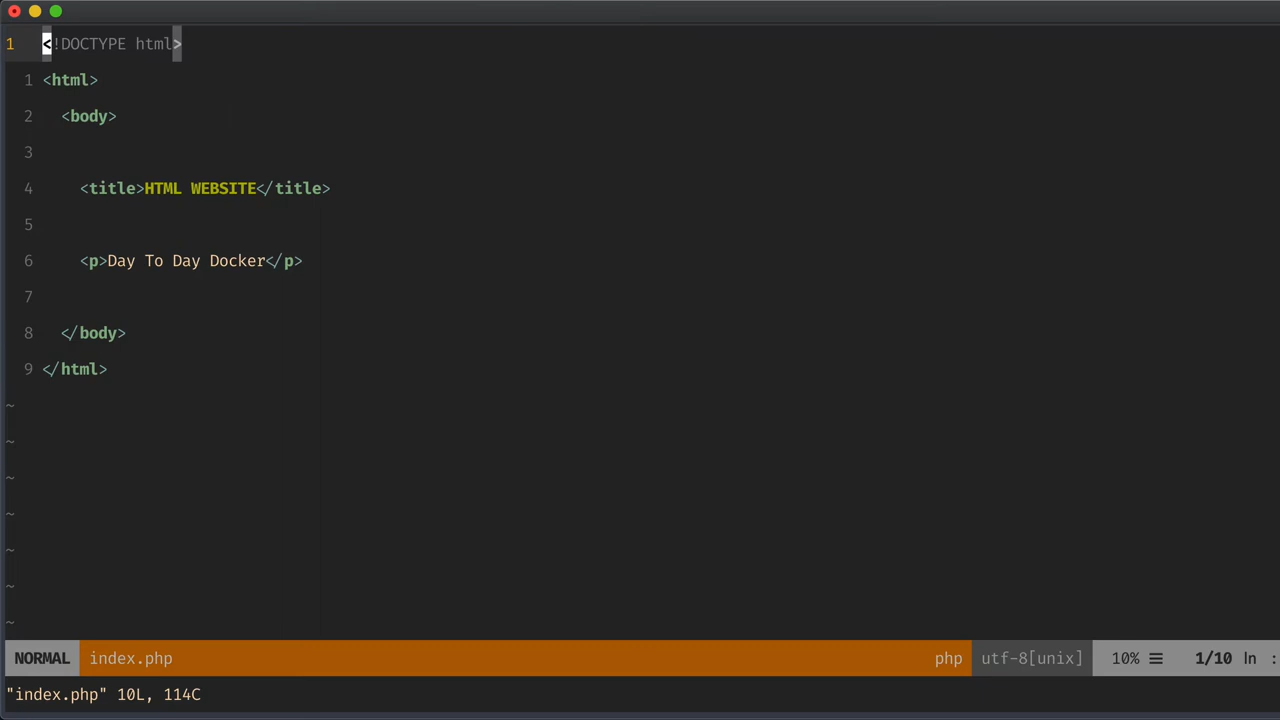 1 <!DOCTYPE html>
1 <html>
2 <body>
3
4 <title>HTML WEBSITE</title>
5
6 <p>Day To Day Docker</p>
7
8 </body>
9 </html>
~
~
~
~
~
~
~
NORMAL index.php php utf-8[unix] 10% ☰ 1/10 ln :
"index.php" 10L, 114C